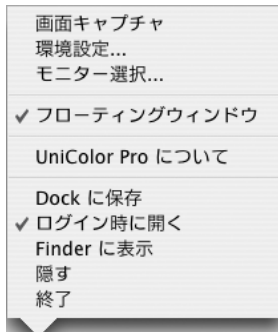 画面キャプチャ
環境設定...
モニター選択...
✓ フローティングウィンドウ
UniColor Pro について
Dock に保存
✓ ログイン時に開く
Finder に表示
隠す
終了